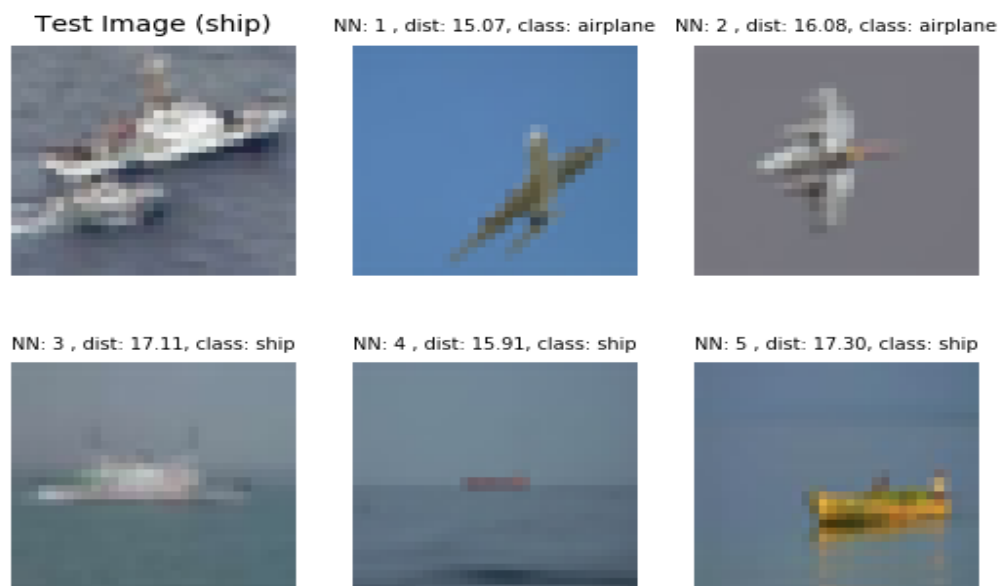 Test Image (ship)
NN: 1 , dist: 15.07, class: airplane
NN: 2 , dist: 16.08, class: airplane
NN: 3 , dist: 17.11, class: ship
NN: 4 , dist: 15.91, class: ship
NN: 5 , dist: 17.30, class: ship